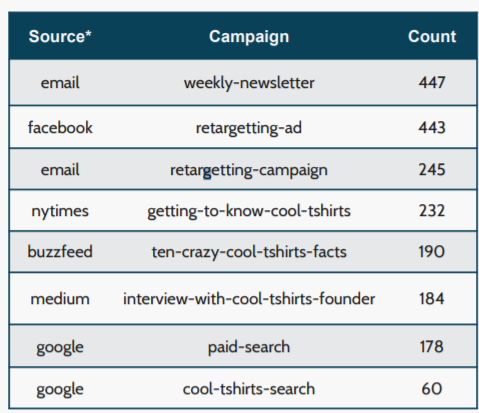 Source* Campaign Count
email weekly-newsletter 447
facebook retargetting-ad 443
email retargetting-campaign 245
nytimes getting-to-know-cool-tshirts 232
buzzfeed ten-crazy-cool-tshirts-facts 190
medium interview-with-cool-tshirts-founder 184
google paid-search 178
google cool-tshirts-search 60